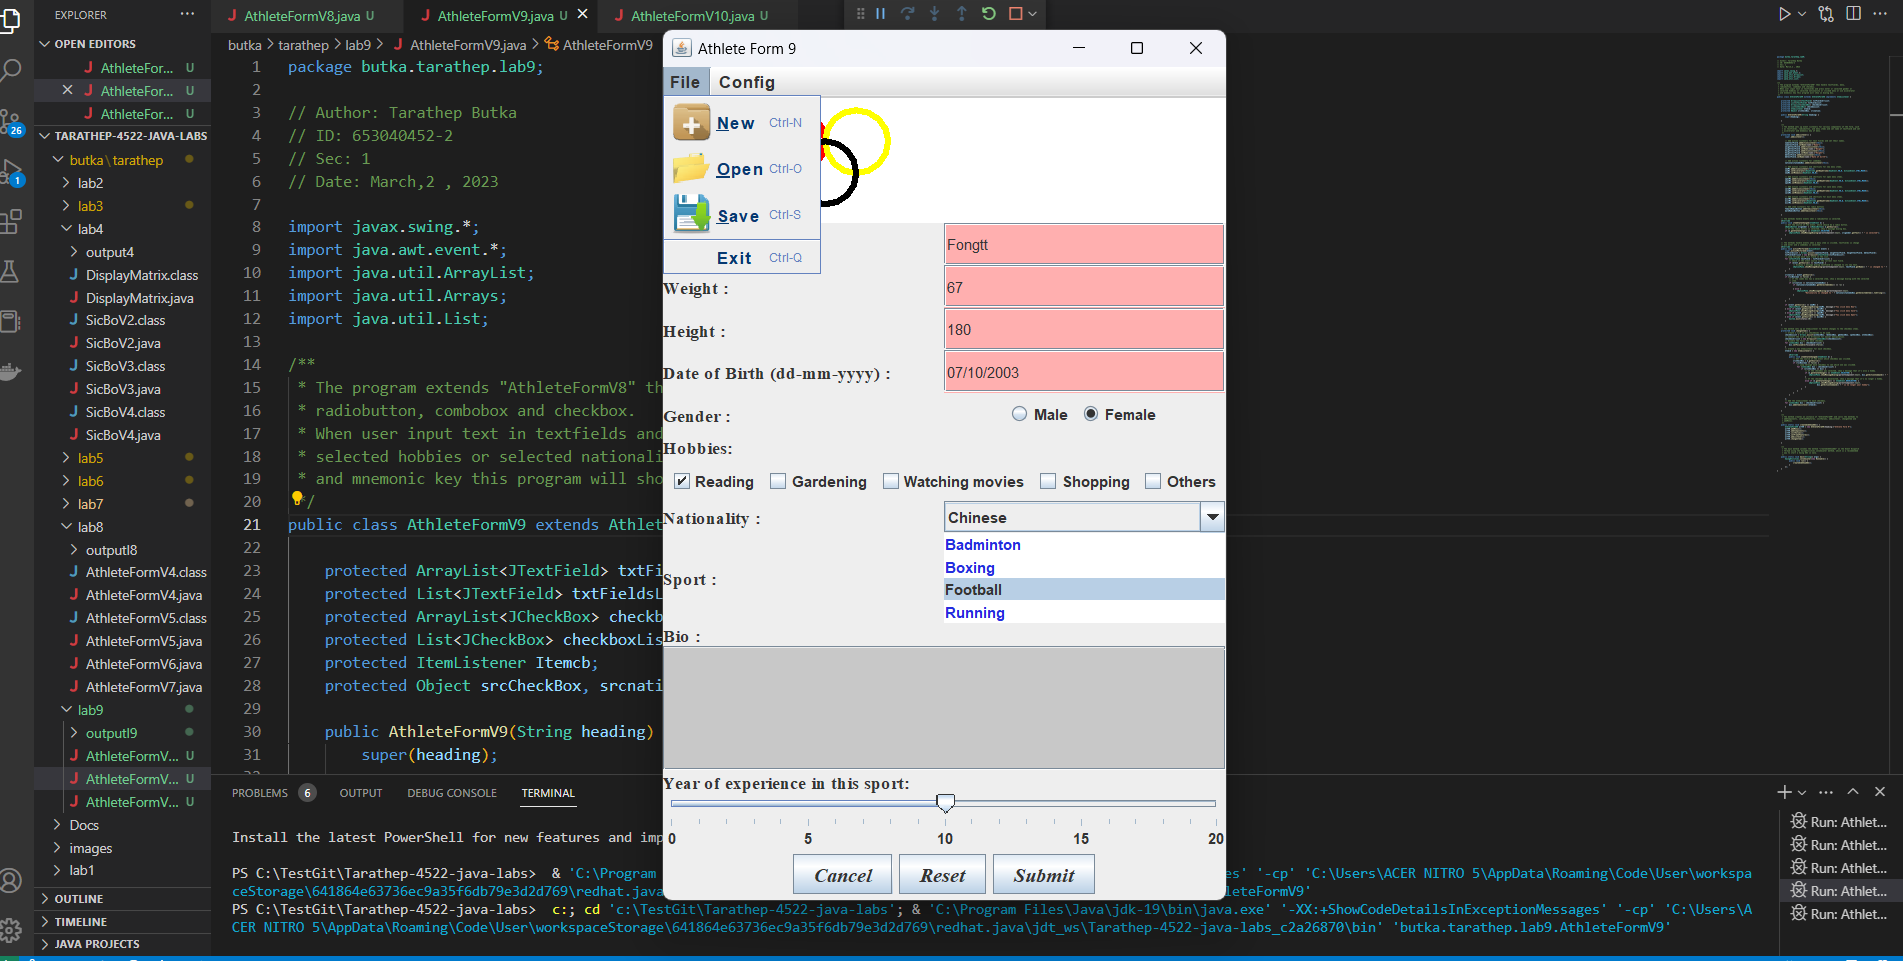 EXPLORER
OPEN EDITORS
AthleteFor... U
AthleteFor... U
AthleteFor... U
TARATHEP-4522-JAVA-LABS
butka\tarathep
lab2
lab3
lab4
output4
DisplayMatrix.class
DisplayMatrix.java
SicBoV2.class
SicBoV2.java
SicBoV3.class
SicBoV3.java
SicBoV4.class
SicBoV4.java
lab5
lab6
lab7
lab8
outputl8
AthleteFormV4.class
AthleteFormV4.java
AthleteFormV5.class
AthleteFormV5.java
AthleteFormV6.java
AthleteFormV7.java
lab9
outputl9
AthleteFormV... U
AthleteFormV... U
AthleteFormV... U
Docs
images
lab1
OUTLINE
TIMELINE
JAVA PROJECTS
26
1
AthleteFormV8.java U
AthleteFormV9.java U
AthleteFormV10.java U
butka > tarathep > lab9 > AthleteFormV9.java > AthleteFormV9
1 package butka.tarathep.lab9;
2
3 // Author: Tarathep Butka
4 // ID: 653040452-2
5 // Sec: 1
6 // Date: March,2 , 2023
7
8 import javax.swing.*;
9 import java.awt.event.*;
10 import java.util.ArrayList;
11 import java.util.Arrays;
12 import java.util.List;
13
14 /**
15 * The program extends "AthleteFormV8" th
16 * radiobutton, combobox and checkbox.
17 * When user input text in textfields and
18 * selected hobbies or selected nationali
19 * and mnemonic key this program will sho
20 */
21 public class AthleteFormV9 extends Athlet
22
23 protected ArrayList<JTextField> txtFi
24 protected List<JTextField> txtFieldsL
25 protected ArrayList<JCheckBox> checkb
26 protected List<JCheckBox> checkboxLis
27 protected ItemListener Itemcb;
28 protected Object srcCheckBox, srcnati
29
30 public AthleteFormV9(String heading)
31 super(heading);
Athlete Form 9
File Config
New Ctrl-N
Open Ctrl-O
Save Ctrl-S
Exit Ctrl-Q
Fongtt
Weight : 67
Height : 180
Date of Birth (dd-mm-yyyy) : 07/10/2003
Gender : Male Female
Hobbies:
Reading Gardening Watching movies Shopping Others
Nationality : Chinese
Sport :
Badminton
Boxing
Football
Running
Bio :
Year of experience in this sport:
0 5 10 15 20
Cancel Reset Submit
PROBLEMS 6 OUTPUT DEBUG CONSOLE TERMINAL
Install the latest PowerShell for new features and imp
PS C:\TestGit\Tarathep-4522-java-labs> & 'C:\Program es' '-cp' 'C:\Users\ACER NITRO 5\AppData\Roaming\Code\User\workspa
ceStorage\641864e63736ec9a35f6db79e3d2d769\redhat.java leteFormV9'
PS C:\TestGit\Tarathep-4522-java-labs> c:; cd 'c:\TestGit\Tarathep-4522-java-labs'; & 'C:\Program Files\Java\jdk-19\bin\java.exe' '-XX:+ShowCodeDetailsInExceptionMessages' '-cp' 'C:\Users\A
CER NITRO 5\AppData\Roaming\Code\User\workspaceStorage\641864e63736ec9a35f6db79e3d2d769\redhat.java\jdt_ws\Tarathep-4522-java-labs_c2a26870\bin' 'butka.tarathep.lab9.AthleteFormV9'
Run: Athlet...
Run: Athlet...
Run: Athlet...
Run: Athlet...
Run: Athlet...